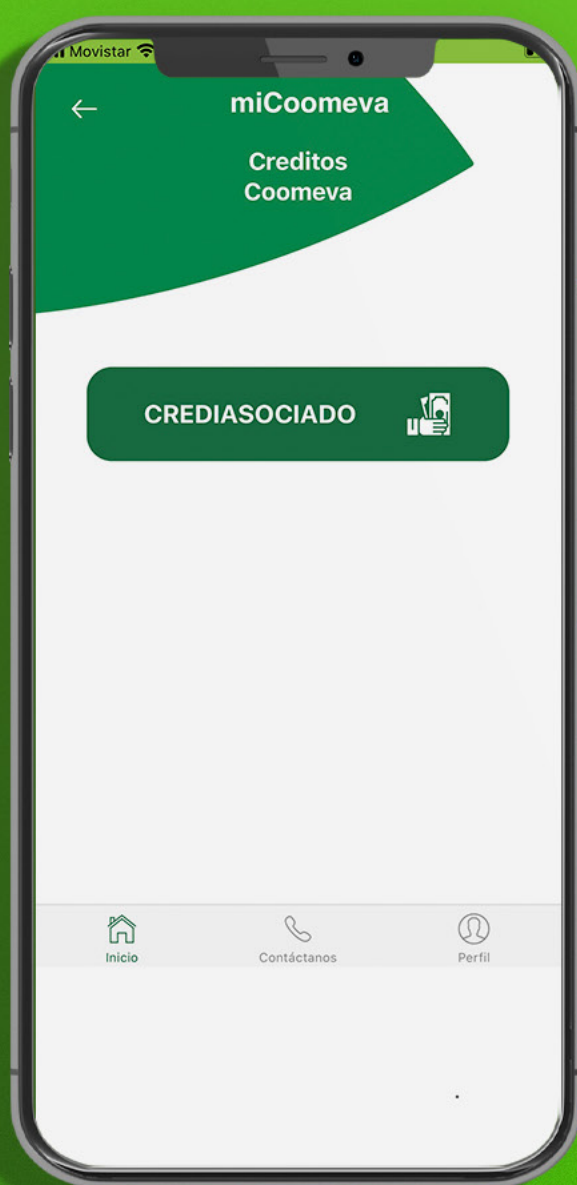 Movistar
miCoomeva
Creditos
Coomeva
CREDIASOCIADO
Inicio
Contáctanos
Perfil